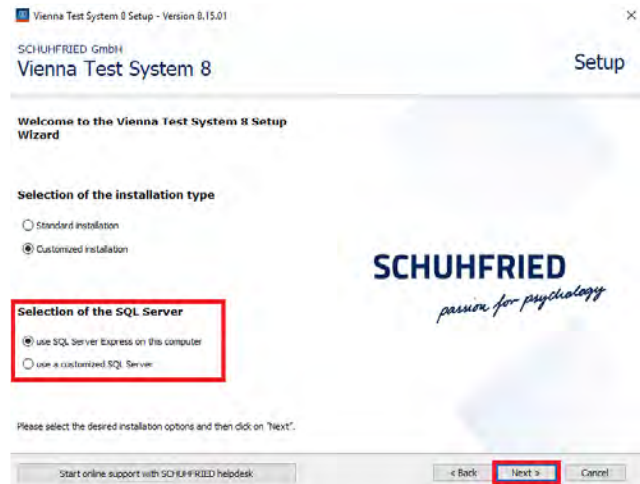 Vienna Test System 8 Setup - Version 8.15.01
SCHUHFRIED GmbH
Vienna Test System 8
Setup
Welcome to the Vienna Test System 8 Setup
Wizard
Selection of the installation type
Standard installation
Customized installation
SCHUHFRIED
passion for psychology
Selection of the SQL Server
use SQL Server Express on this computer
use a customized SQL Server
Please select the desired installation options and then click on "Next".
Start online support with SCHUHFRIED helpdesk
< Back
Next >
Cancel